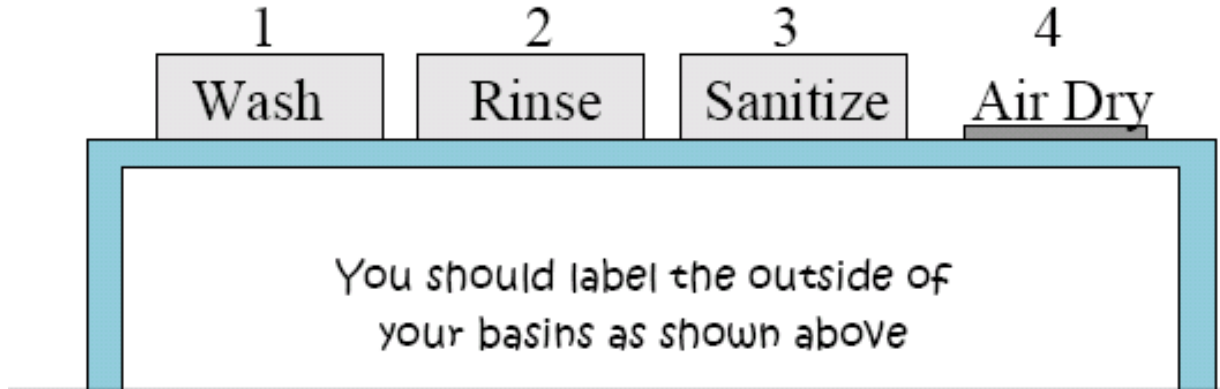 1 2 3 4
Wash Rinse Sanitize Air Dry
You should label the outside of
your basins as shown above